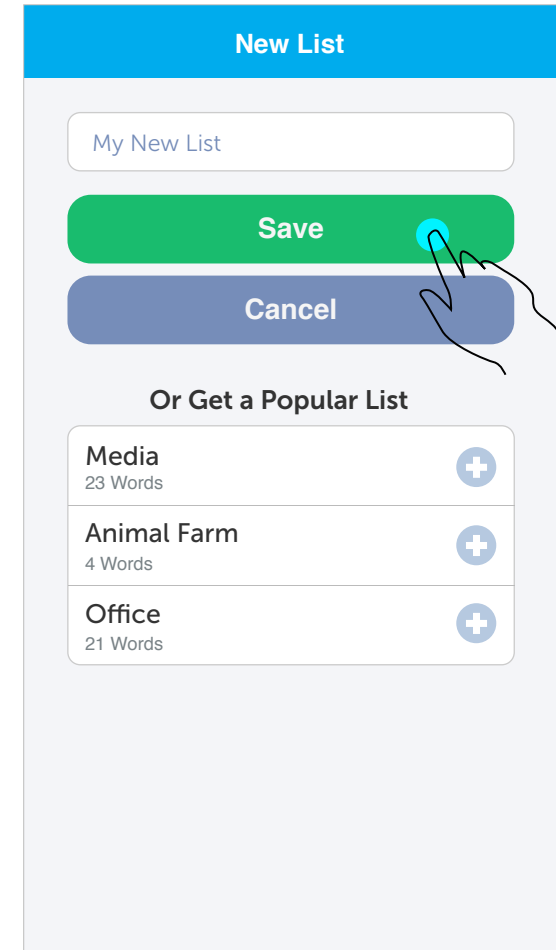 New List
My New List
Save
Cancel
Or Get a Popular List
Media
23 Words
Animal Farm
4 Words
Office
21 Words